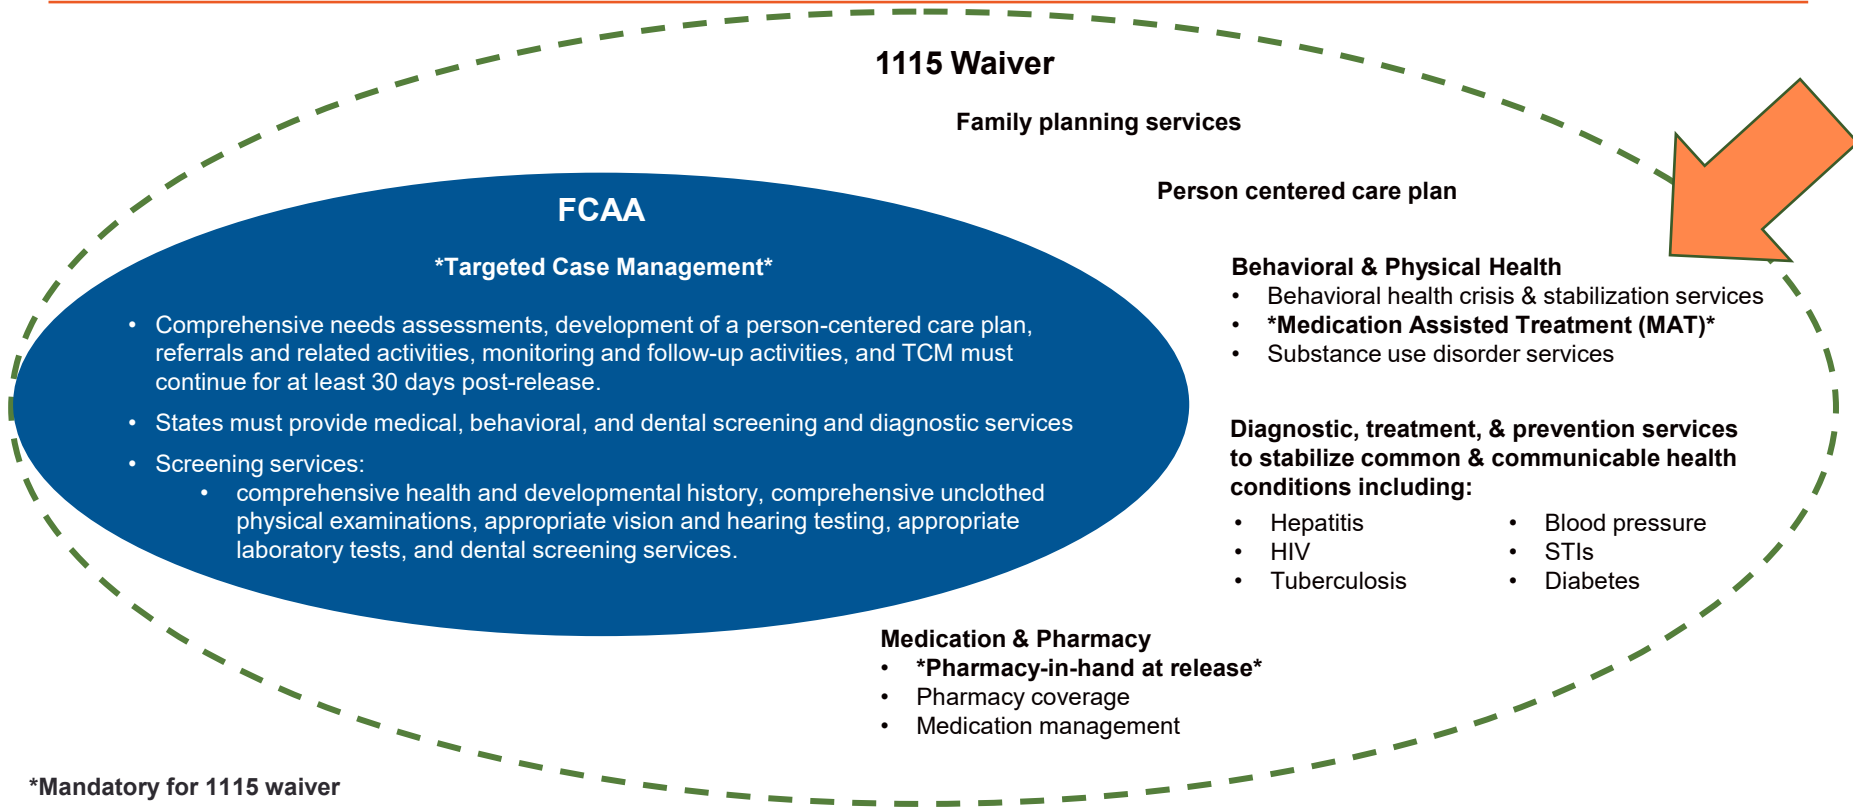 1115 Waiver
Family planning services
Person centered care plan
FCAA
*Targeted Case Management*
• Comprehensive needs assessments, development of a person-centered care plan,
referrals and related activities, monitoring and follow-up activities, and TCM must
continue for at least 30 days post-release.
• States must provide medical, behavioral, and dental screening and diagnostic services
• Screening services:
• comprehensive health and developmental history, comprehensive unclothed
physical examinations, appropriate vision and hearing testing, appropriate
laboratory tests, and dental screening services.
Behavioral & Physical Health
• Behavioral health crisis & stabilization services
• *Medication Assisted Treatment (MAT)*
• Substance use disorder services
Diagnostic, treatment, & prevention services
to stabilize common & communicable health
conditions including:
• Hepatitis
• HIV
• Tuberculosis
• Blood pressure
• STIs
• Diabetes
Medication & Pharmacy
• *Pharmacy-in-hand at release*
• Pharmacy coverage
• Medication management
*Mandatory for 1115 waiver